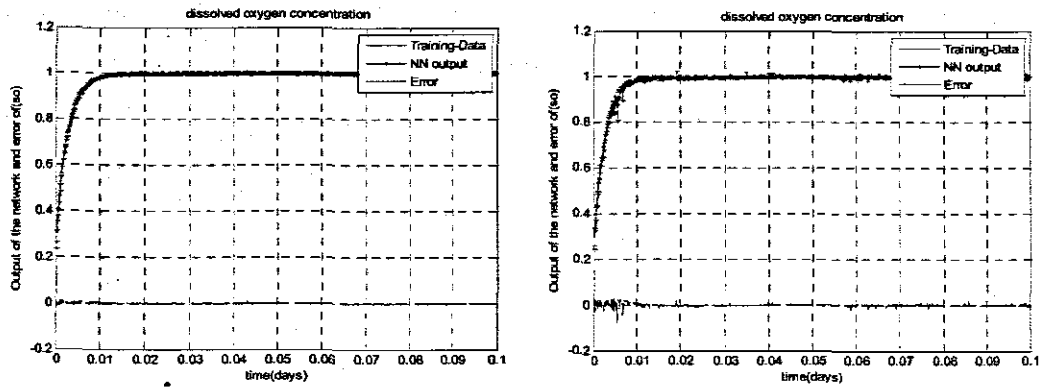 dissolved oxygen concentration
1.2
1
0.8
0.6
0.4
0.2
0
-0.2
Output of the network and error of(so)
Training-Data
NN output
Error
0 0.01 0.02 0.03 0.04 0.05 0.06 0.07 0.08 0.09 0.1
time(days)
dissolved oxygen concentration
1.2
1
0.8
0.6
0.4
0.2
0
-0.2
Output of the network and error of(so)
Training-Data
NN output
Error
0 0.01 0.02 0.03 0.04 0.05 0.06 0.07 0.08 0.09 0.1
time(days)